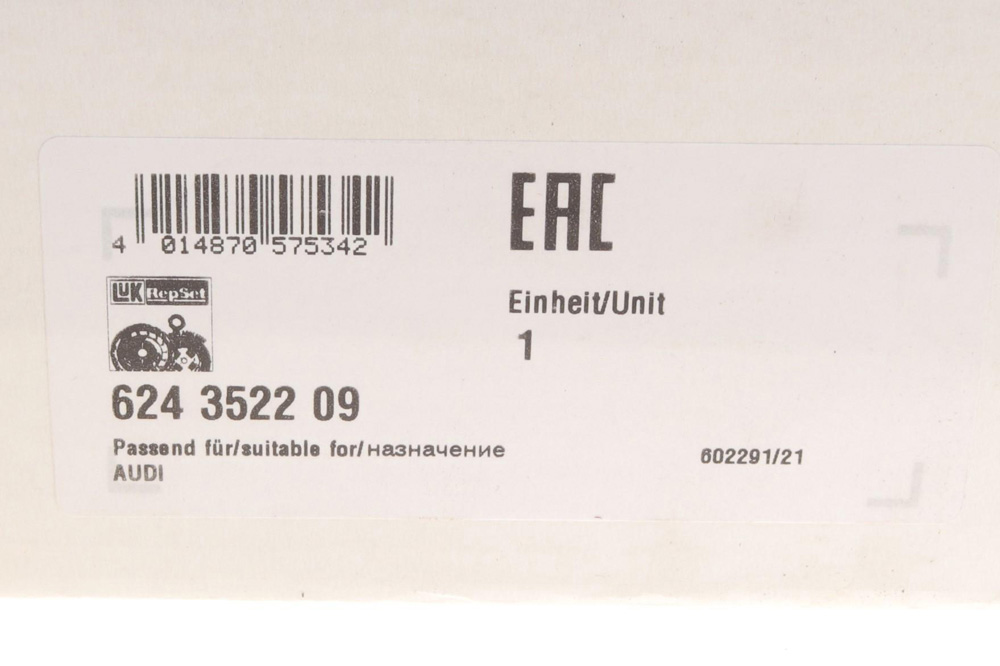 4 014870 575342
EAC
LUK RepSet
Einheit/Unit
1
624 3522 09
Passend für/suitable for/назначение
AUDI
602291/21